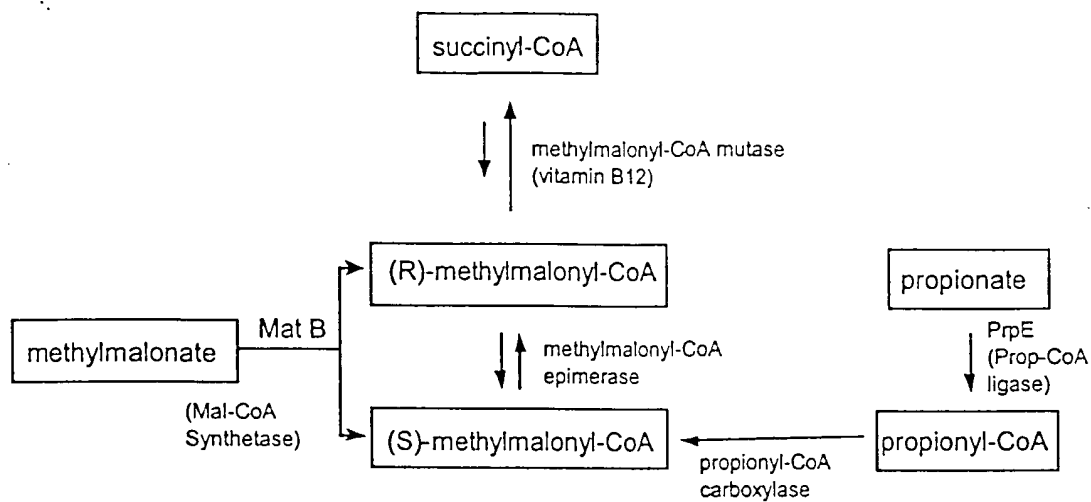 succinyl-CoA
methylmalonyl-CoA mutase
(vitamin B12)
(R)-methylmalonyl-CoA
propionate
Mat B
methylmalonate
methylmalonyl-CoA
epimerase
PrpE
(Prop-CoA
ligase)
(Mal-CoA
Synthetase)
(S)-methylmalonyl-CoA
propionyl-CoA
propionyl-CoA
carboxylase